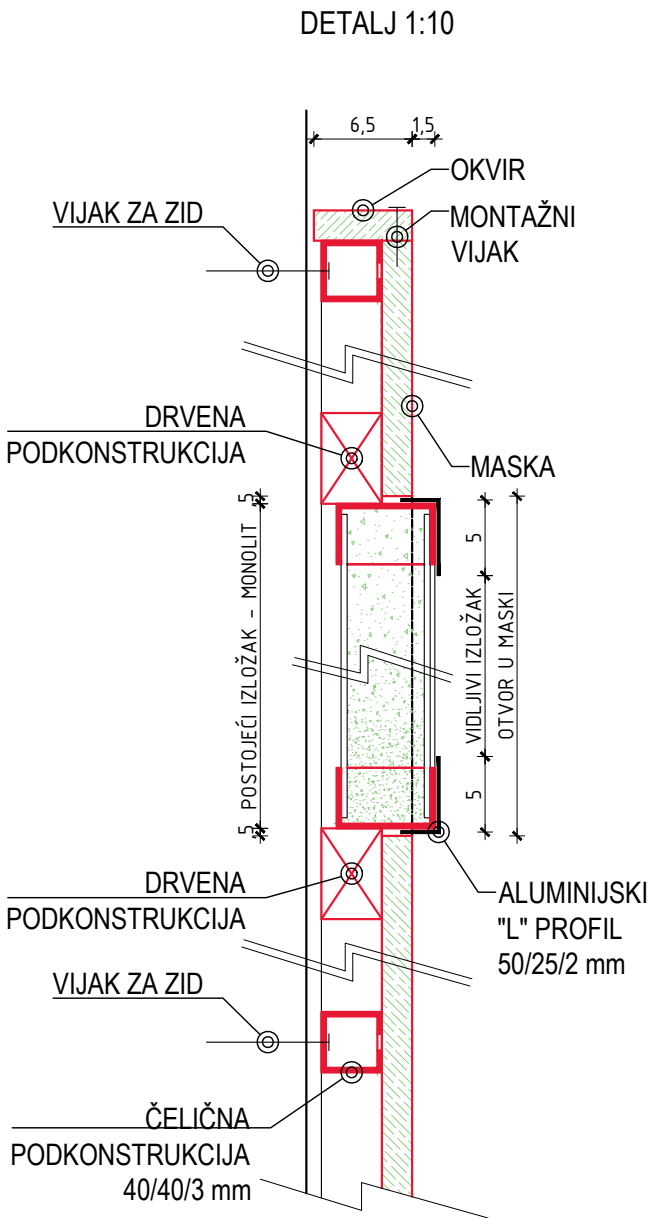 DETALJ 1:10
6,5
1,5
OKVIR
VIJAK ZA ZID
MONTAŽNI
VIJAK
DRVENA
PODKONSTRUKCIJA
MASKA
5
POSTOJEĆI IZLOŽAK - MONOLIT
5
5
VIDLJIVI IZLOŽAK
5
OTVOR U MASKI
DRVENA
PODKONSTRUKCIJA
ALUMINIJSKI
"L" PROFIL
50/25/2 mm
VIJAK ZA ZID
ČELIČNA
PODKONSTRUKCIJA
40/40/3 mm